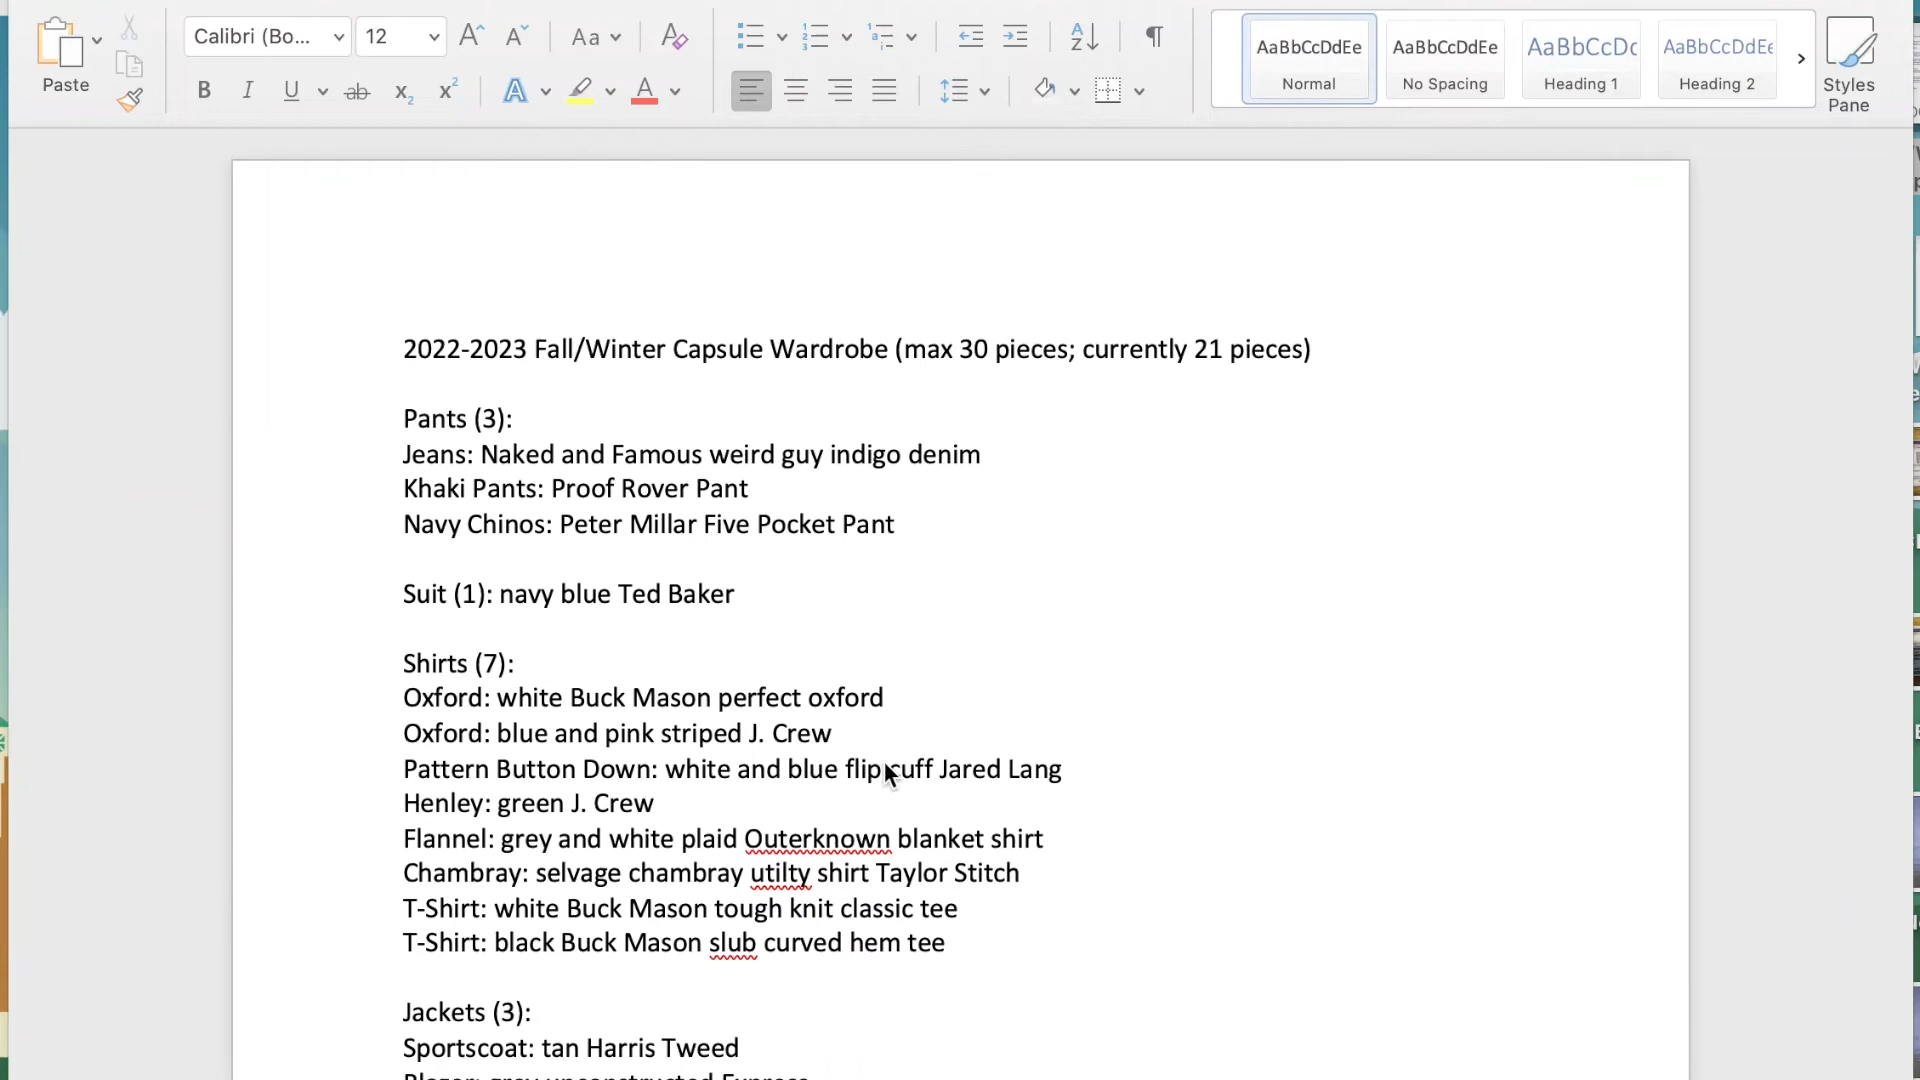 Paste
Calibri (Bo...
12
Aa
AaBbCcDdEe
Normal
AaBbCcDdEe
No Spacing
AaBbCcDc
Heading 1
AaBbCcDdEe
Heading 2
Styles
Pane
2022-2023 Fall/Winter Capsule Wardrobe (max 30 pieces; currently 21 pieces)
Pants (3):
Jeans: Naked and Famous weird guy indigo denim
Khaki Pants: Proof Rover Pant
Navy Chinos: Peter Millar Five Pocket Pant
Suit (1): navy blue Ted Baker
Shirts (7):
Oxford: white Buck Mason perfect oxford
Oxford: blue and pink striped J. Crew
Pattern Button Down: white and blue flip cuff Jared Lang
Henley: green J. Crew
Flannel: grey and white plaid Outerknown blanket shirt
Chambray: selvage chambray utilty shirt Taylor Stitch
T-Shirt: white Buck Mason tough knit classic tee
T-Shirt: black Buck Mason slub curved hem tee
Jackets (3):
Sportscoat: tan Harris Tweed
Blazer: grey unconstructed Express